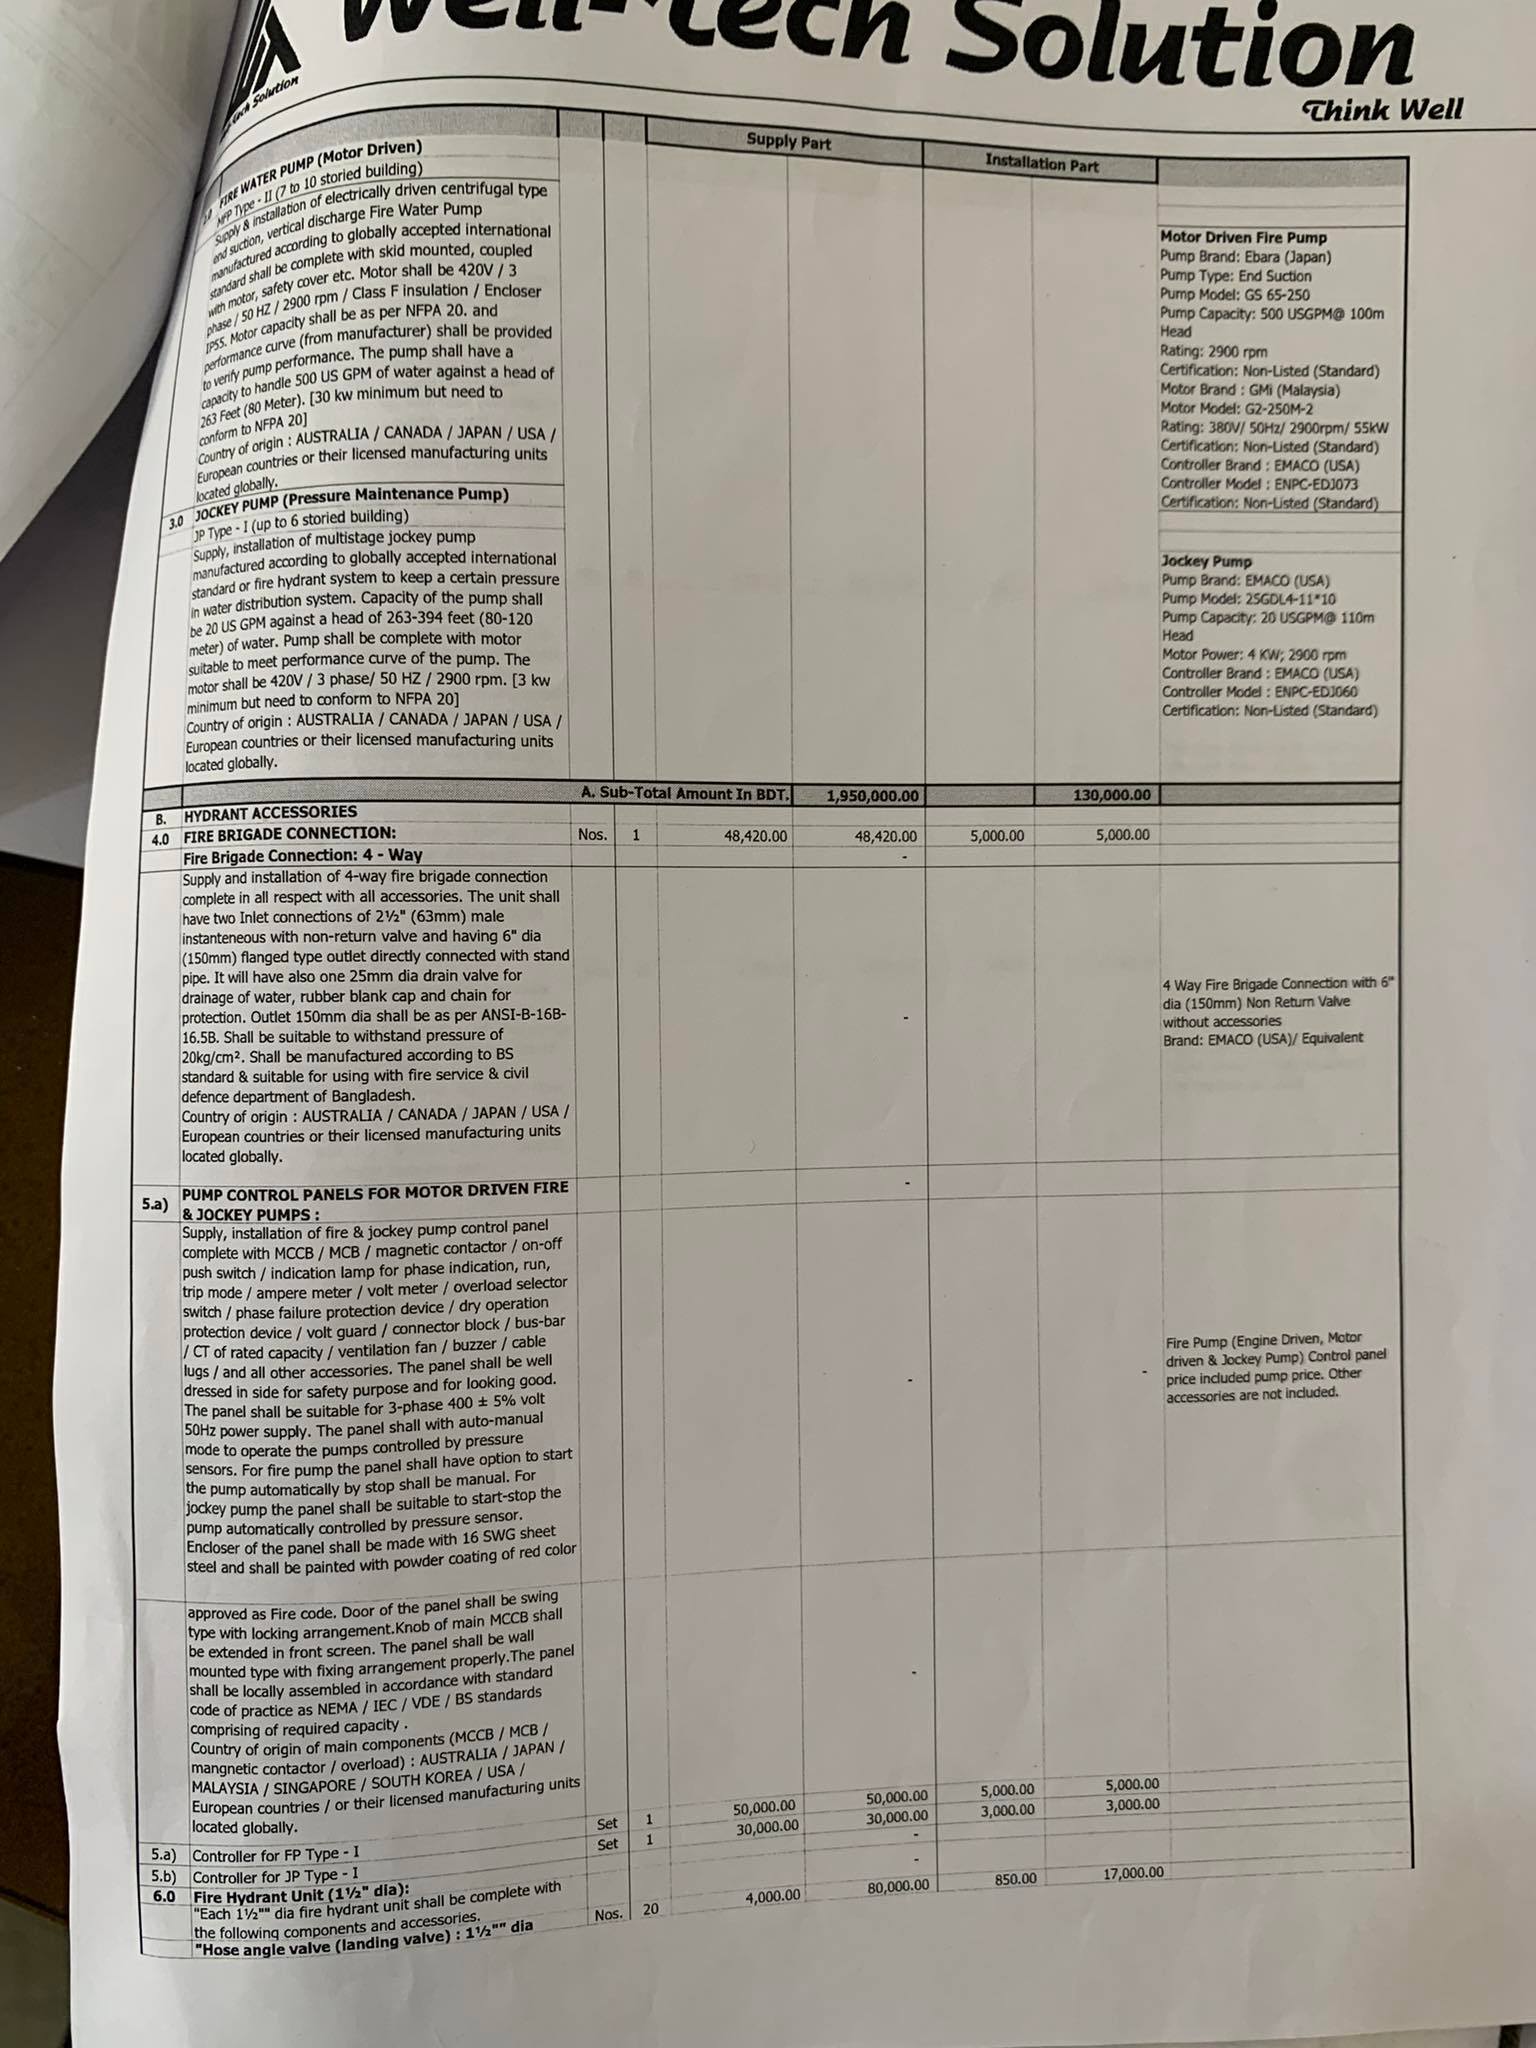 Well-Tech Solution
Think Well
Tech Solution
Supply Part
Installation Part
FIRE WATER PUMP (Motor Driven)
MFP Type - II (7 to 10 storied building)
Supply & installation of electrically driven centrifugal type
end suction, vertical discharge Fire Water Pump
manufactured according to globally accepted international
standard shall be complete with skid mounted, coupled
with motor, safety cover etc. Motor shall be 420V / 3
phase / 50 HZ / 2900 rpm / Class F insulation / Encloser
IP55. Motor capacity shall be as per NFPA 20. and
performance curve (from manufacturer) shall be provided
to verify pump performance. The pump shall have a
capacity to handle 500 US GPM of water against a head of
263 Feet (80 Meter). [30 kw minimum but need to
conform to NFPA 20]
Country of origin : AUSTRALIA / CANADA / JAPAN / USA /
European countries or their licensed manufacturing units
located globally.
Motor Driven Fire Pump
Pump Brand: Ebara (Japan)
Pump Type: End Suction
Pump Model: GS 65-250
Pump Capacity: 500 USGPM@ 100m
Head
Rating: 2900 rpm
Certification: Non-Listed (Standard)
Motor Brand : GMi (Malaysia)
Motor Model: G2-250M-2
Rating: 380V/ 50Hz/ 2900rpm/ 55kW
Certification: Non-Listed (Standard)
Controller Brand : EMACO (USA)
Controller Model : ENPC-EDJ073
Certification: Non-Listed (Standard)
3.0 JOCKEY PUMP (Pressure Maintenance Pump)
JP Type - I (up to 6 storied building)
Supply, installation of multistage jockey pump
manufactured according to globally accepted international
standard or fire hydrant system to keep a certain pressure
in water distribution system. Capacity of the pump shall
be 20 US GPM against a head of 263-394 feet (80-120
meter) of water. Pump shall be complete with motor
suitable to meet performance curve of the pump. The
motor shall be 420V / 3 phase/ 50 HZ / 2900 rpm. [3 kw
minimum but need to conform to NFPA 20]
Country of origin : AUSTRALIA / CANADA / JAPAN / USA /
European countries or their licensed manufacturing units
located globally.
Jockey Pump
Pump Brand: EMACO (USA)
Pump Model: 25GDL4-11*10
Pump Capacity: 20 USGPM@ 110m
Head
Motor Power: 4 KW; 2900 rpm
Controller Brand : EMACO (USA)
Controller Model : ENPC-EDJ060
Certification: Non-Listed (Standard)
A. Sub-Total Amount In BDT. 1,950,000.00 130,000.00
B. HYDRANT ACCESSORIES
4.0 FIRE BRIGADE CONNECTION: Nos. 1 48,420.00 48,420.00 5,000.00 5,000.00
Fire Brigade Connection: 4 - Way -
Supply and installation of 4-way fire brigade connection
complete in all respect with all accessories. The unit shall
have two Inlet connections of 2½" (63mm) male
instanteneous with non-return valve and having 6" dia
(150mm) flanged type outlet directly connected with stand
pipe. It will have also one 25mm dia drain valve for
drainage of water, rubber blank cap and chain for
protection. Outlet 150mm dia shall be as per ANSI-B-16B-
16.5B. Shall be suitable to withstand pressure of
20kg/cm². Shall be manufactured according to BS
standard & suitable for using with fire service & civil
defence department of Bangladesh.
Country of origin : AUSTRALIA / CANADA / JAPAN / USA /
European countries or their licensed manufacturing units
located globally.
-
4 Way Fire Brigade Connection with 6"
dia (150mm) Non Return Valve
without accessories
Brand: EMACO (USA)/ Equivalent
5.a) PUMP CONTROL PANELS FOR MOTOR DRIVEN FIRE -
& JOCKEY PUMPS :
Supply, installation of fire & jockey pump control panel
complete with MCCB / MCB / magnetic contactor / on-off
push switch / indication lamp for phase indication, run,
trip mode / ampere meter / volt meter / overload selector
switch / phase failure protection device / dry operation
protection device / volt guard / connector block / bus-bar
/ CT of rated capacity / ventilation fan / buzzer / cable
lugs / and all other accessories. The panel shall be well
dressed in side for safety purpose and for looking good.
The panel shall be suitable for 3-phase 400 ± 5% volt
50Hz power supply. The panel shall with auto-manual
mode to operate the pumps controlled by pressure
sensors. For fire pump the panel shall have option to start
the pump automatically by stop shall be manual. For
jockey pump the panel shall be suitable to start-stop the
pump automatically controlled by pressure sensor.
Encloser of the panel shall be made with 16 SWG sheet
steel and shall be painted with powder coating of red color
- -
Fire Pump (Engine Driven, Motor
driven & Jockey Pump) Control panel
price included pump price. Other
accessories are not included.
approved as Fire code. Door of the panel shall be swing
type with locking arrangement.Knob of main MCCB shall
be extended in front screen. The panel shall be wall
mounted type with fixing arrangement properly.The panel
shall be locally assembled in accordance with standard
code of practice as NEMA / IEC / VDE / BS standards
comprising of required capacity .
Country of origin of main components (MCCB / MCB /
mangnetic contactor / overload) : AUSTRALIA / JAPAN /
MALAYSIA / SINGAPORE / SOUTH KOREA / USA /
European countries / or their licensed manufacturing units
located globally.
-
5.a) Controller for FP Type - I Set 1 50,000.00 50,000.00 5,000.00 5,000.00
5.b) Controller for JP Type - I Set 1 30,000.00 30,000.00 3,000.00 3,000.00
6.0 Fire Hydrant Unit (1½" dia): -
"Each 1½"" dia fire hydrant unit shall be complete with -
the following components and accessories.
"Hose angle valve (landing valve) : 1½"" dia Nos. 20 4,000.00 80,000.00 850.00 17,000.00